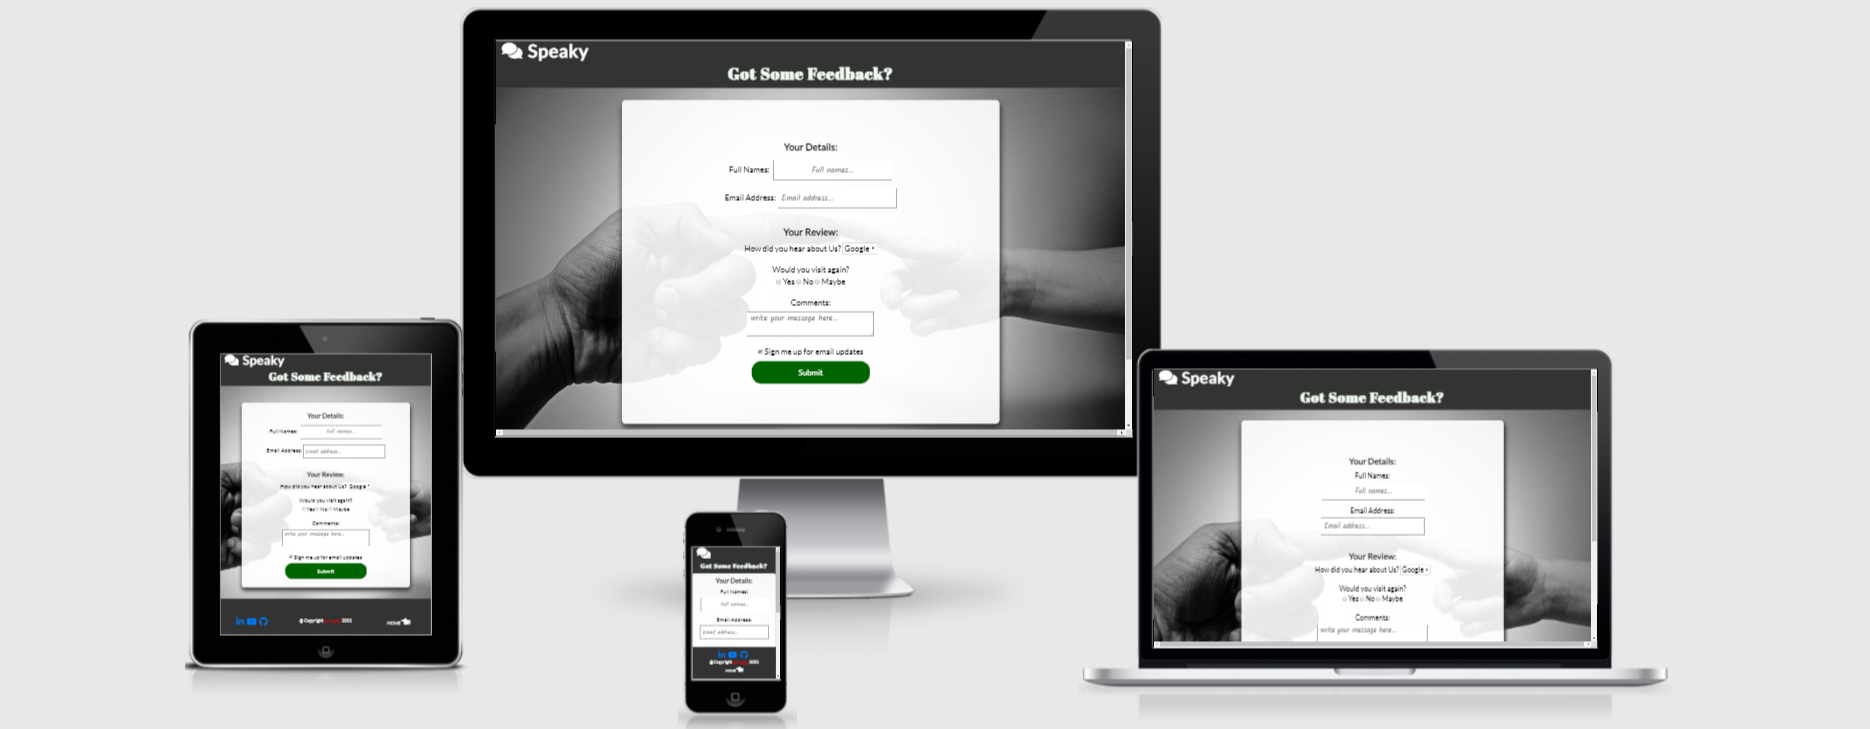 Speaky
Got Some Feedback?
Your Details:
Full Names: Full names...
Email Address: Email address...
Your Review:
How did you hear about Us? Google
Would you visit again?
Yes No Maybe
Comments:
write your message here...
Sign me up for email updates
Submit
Speaky
Got Some Feedback?
Your Details:
Full Names: Full names...
Email Address: Email address...
Your Review:
How did you hear about Us? Google
Would you visit again?
Yes No Maybe
Comments:
write your message here...
Sign me up for email updates
Submit
@ Copyright 2021
HOME
Got Some Feedback?
Your Details:
Full Names:
Full names...
Email Address:
Email address...
@ Copyright 2021
HOME
Speaky
Got Some Feedback?
Your Details:
Full Names:
Full names...
Email Address:
Email address...
Your Review:
How did you hear about Us? Google
Would you visit again?
Yes No Maybe
Comments:
write your message here...